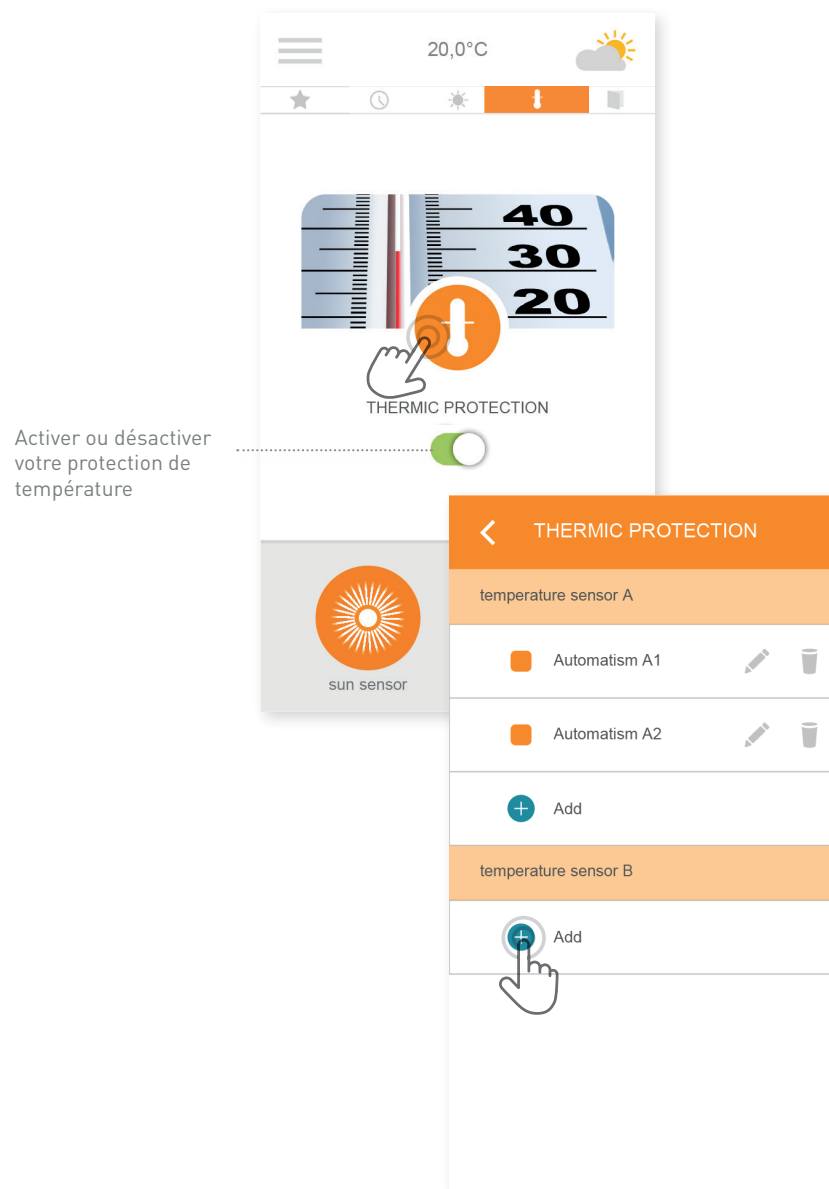 20,0°C
40
30
20
THERMIC PROTECTION
Activer ou désactiver
votre protection de
température
sun sensor
THERMIC PROTECTION
temperature sensor A
Automatism A1
Automatism A2
Add
temperature sensor B
Add